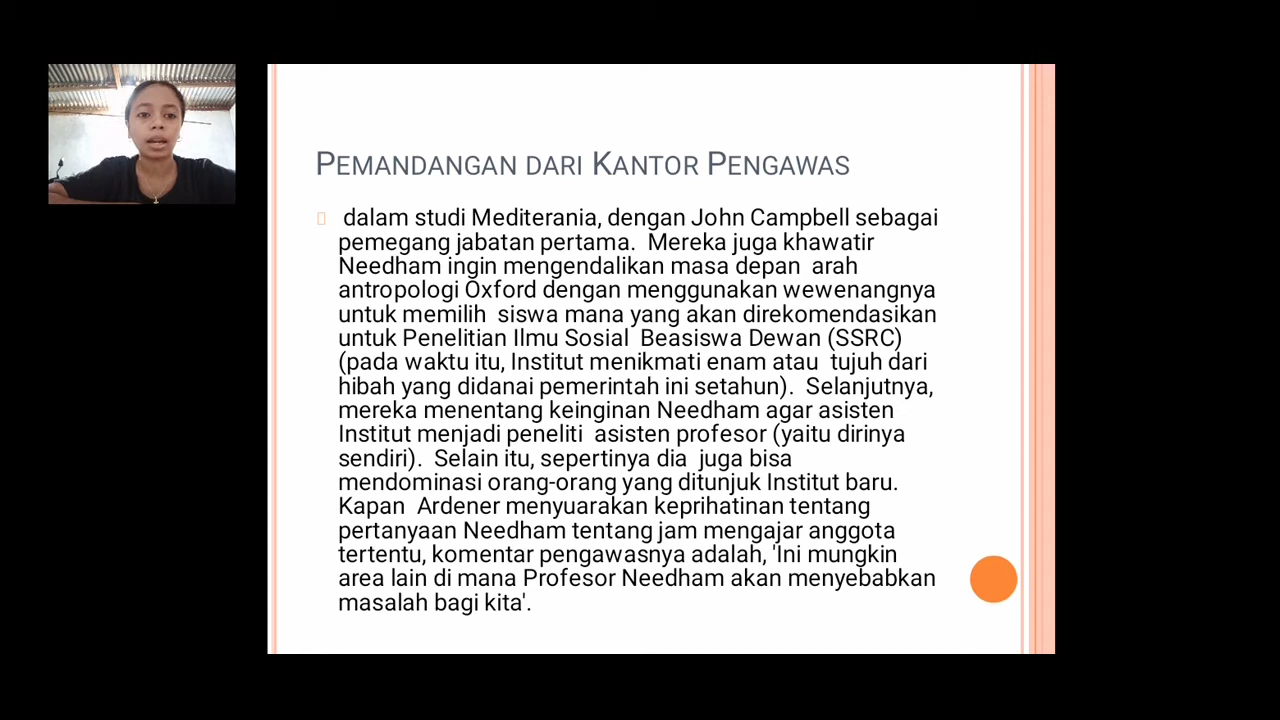 PEMANDANGAN DARI KANTOR PENGAWAS
dalam studi Mediterania, dengan John Campbell sebagai
pemegang jabatan pertama. Mereka juga khawatir
Needham ingin mengendalikan masa depan arah
antropologi Oxford dengan menggunakan wewenangnya
untuk memilih siswa mana yang akan direkomendasikan
untuk Penelitian Ilmu Sosial Beasiswa Dewan (SSRC)
(pada waktu itu, Institut menikmati enam atau tujuh dari
hibah yang didanai pemerintah ini setahun). Selanjutnya,
mereka menentang keinginan Needham agar asisten
Institut menjadi peneliti asisten profesor (yaitu dirinya
sendiri). Selain itu, sepertinya dia juga bisa
mendominasi orang-orang yang ditunjuk Institut baru.
Kapan Ardener menyuarakan keprihatinan tentang
pertanyaan Needham tentang jam mengajar anggota
tertentu, komentar pengawasnya adalah, 'Ini mungkin
area lain di mana Profesor Needham akan menyebabkan
masalah bagi kita'.